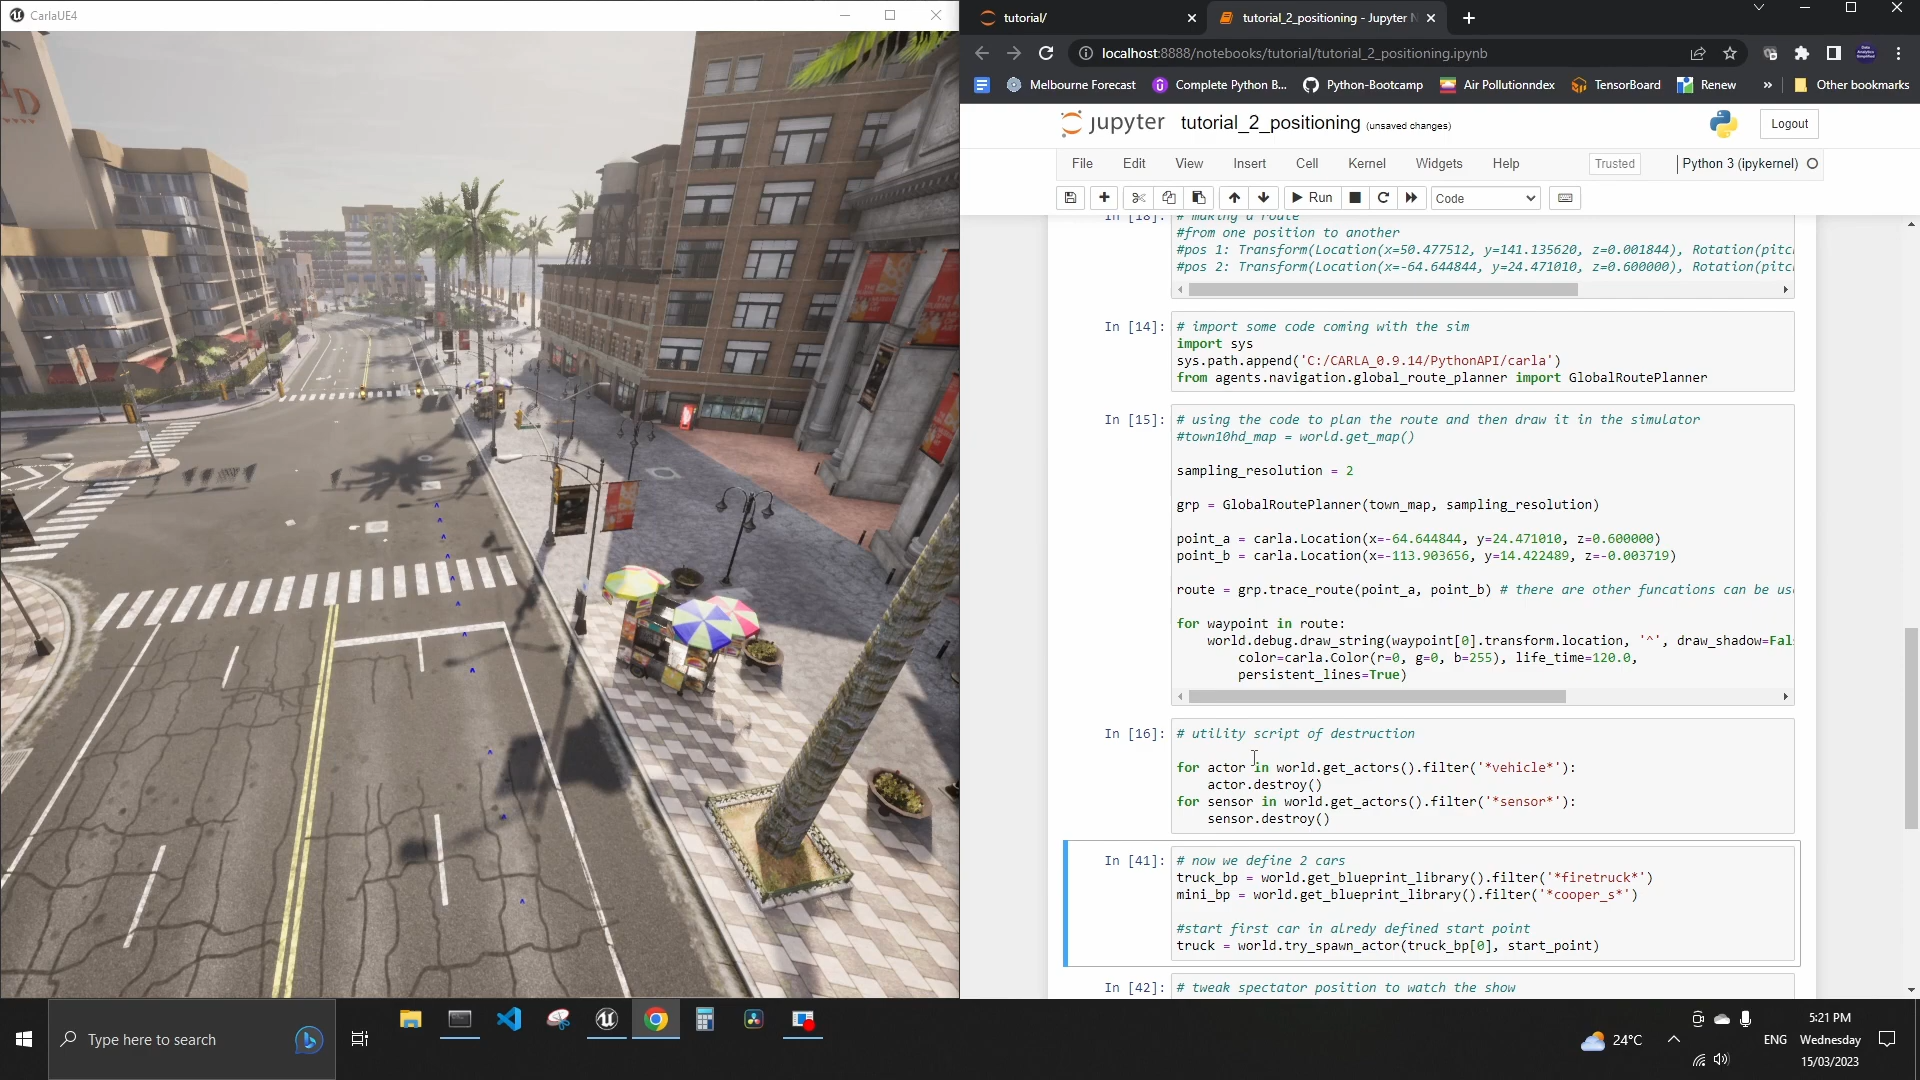 CarlaUE4
tutorial/
tutorial_2_positioning - Jupyter N
localhost:8888/notebooks/tutorial/tutorial_2_positioning.ipynb
Melbourne Forecast
Complete Python B...
Python-Bootcamp
Air Pollutionndex
TensorBoard
Renew
»
Other bookmarks
jupyter
tutorial_2_positioning (unsaved changes)
Logout
File
Edit
View
Insert
Cell
Kernel
Widgets
Help
Trusted
Python 3 (ipykernel)
Run
Code
In [18]: # making a route
#from one position to another
#pos 1: Transform(Location(x=50.477512, y=141.135620, z=0.001844), Rotation(pitc
#pos 2: Transform(Location(x=-64.644844, y=24.471010, z=0.600000), Rotation(pitc
In [14]: # import some code coming with the sim
import sys
sys.path.append('C:/CARLA_0.9.14/PythonAPI/carla')
from agents.navigation.global_route_planner import GlobalRoutePlanner
In [15]: # using the code to plan the route and then draw it in the simulator
#town10hd_map = world.get_map()
sampling_resolution = 2
grp = GlobalRoutePlanner(town_map, sampling_resolution)
point_a = carla.Location(x=-64.644844, y=24.471010, z=0.600000)
point_b = carla.Location(x=-113.903656, y=14.422489, z=-0.003719)
route = grp.trace_route(point_a, point_b) # there are other funcations can be us
for waypoint in route:
world.debug.draw_string(waypoint[0].transform.location, '^', draw_shadow=Fal
color=carla.Color(r=0, g=0, b=255), life_time=120.0,
persistent_lines=True)
In [16]: # utility script of destruction
for actor in world.get_actors().filter('*vehicle*'):
actor.destroy()
for sensor in world.get_actors().filter('*sensor*'):
sensor.destroy()
In [41]: # now we define 2 cars
truck_bp = world.get_blueprint_library().filter('*firetruck*')
mini_bp = world.get_blueprint_library().filter('*cooper_s*')
#start first car in alredy defined start point
truck = world.try_spawn_actor(truck_bp[0], start_point)
In [42]: # tweak spectator position to watch the show
Type here to search
24°C
ENG
5:21 PM
Wednesday
15/03/2023